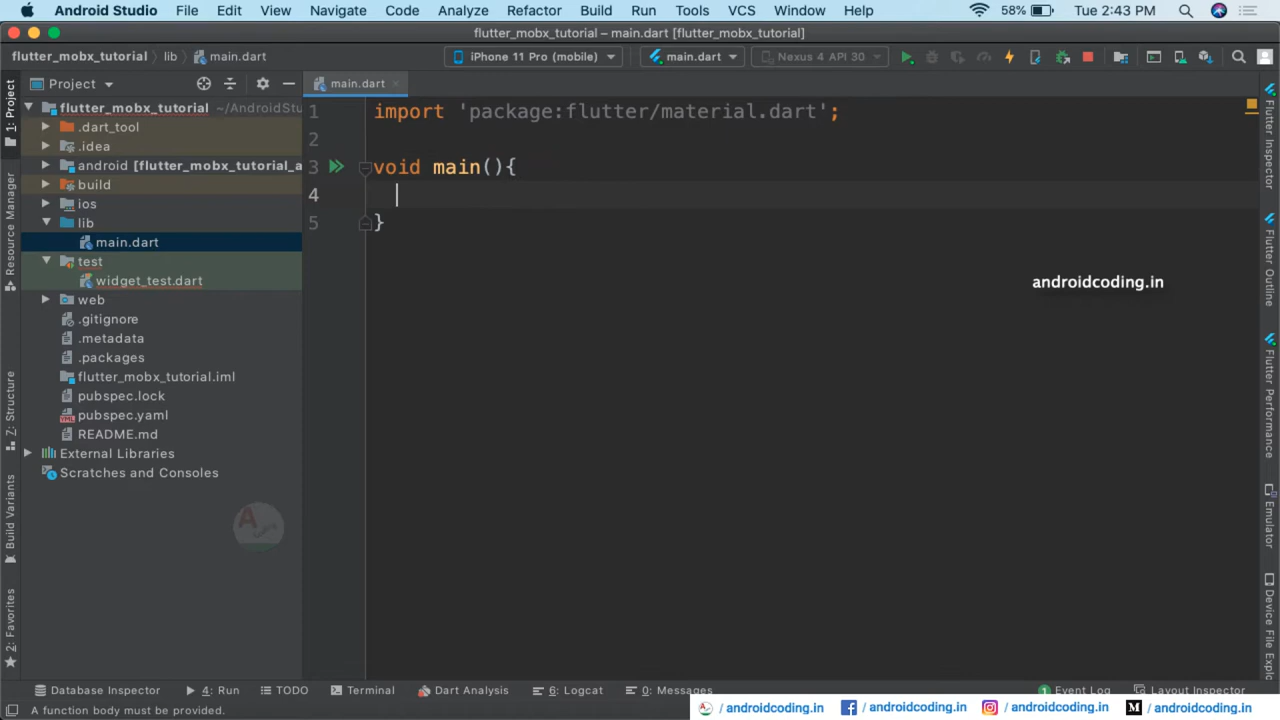 Android Studio File Edit View Navigate Code Analyze Refactor Build Run Tools VCS Window Help 58% Tue 2:43 PM
flutter_mobx_tutorial – main.dart [flutter_mobx_tutorial]
flutter_mobx_tutorial lib main.dart iPhone 11 Pro (mobile) main.dart Nexus 4 API 30
1: Project
Resource Manager
Z: Structure
Build Variants
2: Favorites
Project
flutter_mobx_tutorial ~/AndroidStu
.dart_tool
.idea
android [flutter_mobx_tutorial_a
build
ios
lib
main.dart
test
widget_test.dart
web
.gitignore
.metadata
.packages
flutter_mobx_tutorial.iml
pubspec.lock
pubspec.yaml
README.md
External Libraries
Scratches and Consoles
main.dart
1 import 'package:flutter/material.dart';
2
3 void main(){
4
5 }
androidcoding.in
Flutter Inspector
Flutter Outline
Flutter Performance
Emulator
Device File Explo
Database Inspector 4: Run TODO Terminal Dart Analysis 6: Logcat 0: Messages 1 Event Log Layout Inspector
A function body must be provided.
/ androidcoding.in / androidcoding.in / androidcoding.in / androidcoding.in